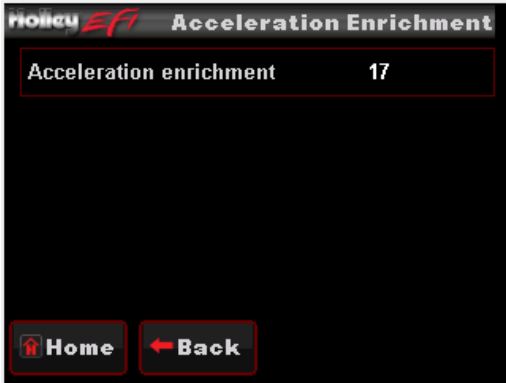 Holley EFI Acceleration Enrichment
Acceleration enrichment 17
Home Back